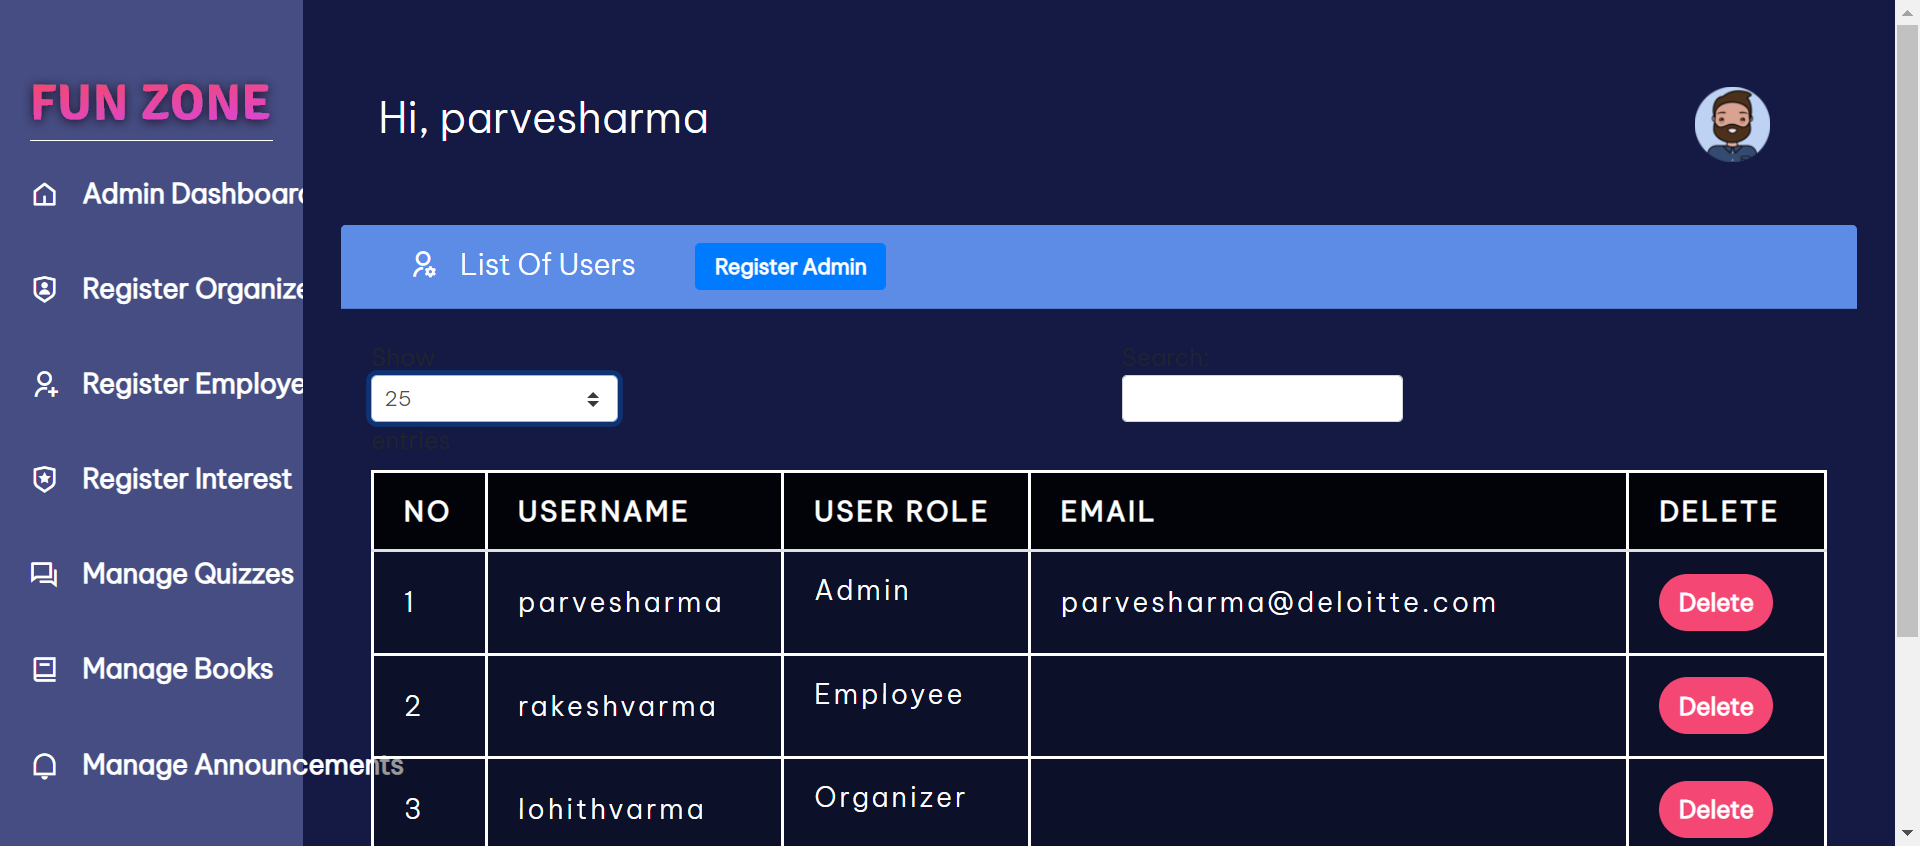 FUN ZONE
Admin Dashboard
Register Organize
Register Employe
Register Interest
Manage Quizzes
Manage Books
Manage Announcements
Hi, parvesharma
List Of Users
Register Admin
Show
25
entries
Search:
NO USERNAME USER ROLE EMAIL DELETE
1 parvesharma Admin parvesharma@deloitte.com Delete
2 rakeshvarma Employee Delete
3 lohithvarma Organizer Delete